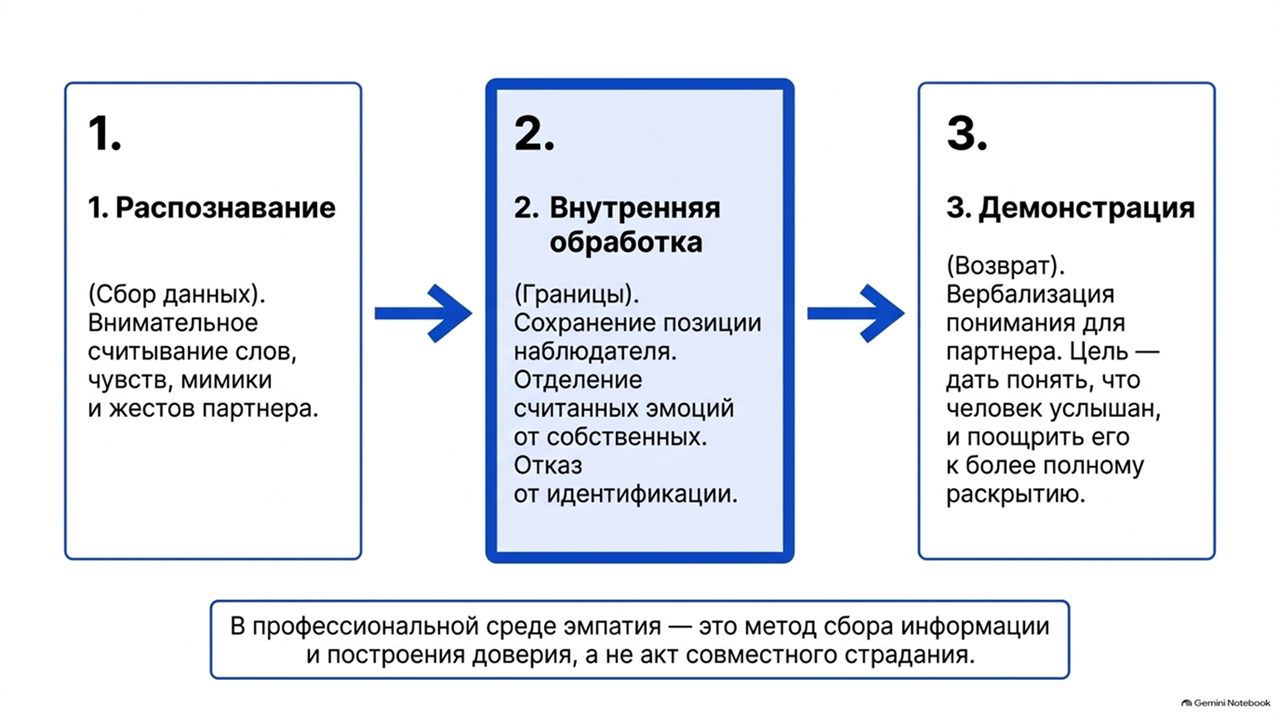 1.
1. Распознавание
(Сбор данных).
Внимательное
считывание слов,
чувств, мимики
и жестов партнера.
2.
2. Внутренняя
обработка
(Границы).
Сохранение позиции
наблюдателя.
Отделение
считанных эмоций
от собственных.
Отказ
от идентификации.
3.
3. Демонстрация
(Возврат).
Вербализация
понимания для
партнера. Цель —
дать понять, что
человек услышан,
и поощрить его
к более полному
раскрытию.
В профессиональной среде эмпатия — это метод сбора информации
и построения доверия, а не акт совместного страдания.
Gemini Notebook